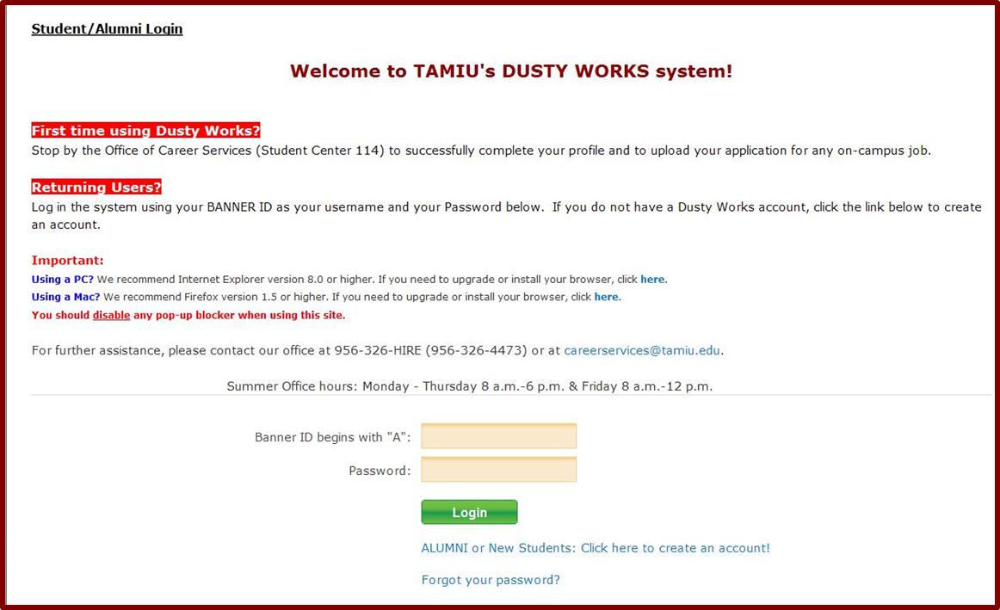 Student/Alumni Login
Welcome to TAMIU's DUSTY WORKS system!
First time using Dusty Works?
Stop by the Office of Career Services (Student Center 114) to successfully complete your profile and to upload your application for any on-campus job.
Returning Users?
Log in the system using your BANNER ID as your username and your Password below.  If you do not have a Dusty Works account, click the link below to create
an account.
Important:
Using a PC? We recommend Internet Explorer version 8.0 or higher. If you need to upgrade or install your browser, click here.
Using a Mac? We recommend Firefox version 1.5 or higher. If you need to upgrade or install your browser, click here.
You should disable any pop-up blocker when using this site.
For further assistance, please contact our office at 956-326-HIRE (956-326-4473) or at careerservices@tamiu.edu.
Summer Office hours: Monday - Thursday 8 a.m.-6 p.m. & Friday 8 a.m.-12 p.m.
Banner ID begins with "A":
Password:
Login
ALUMNI or New Students: Click here to create an account!
Forgot your password?